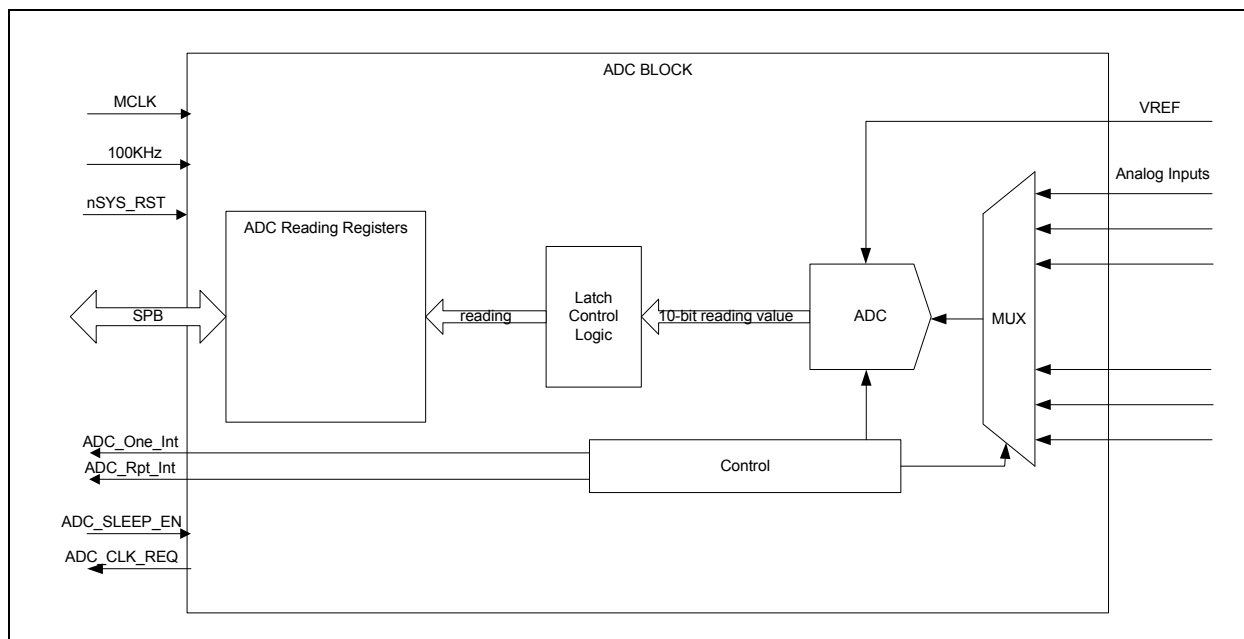 ADC BLOCK
MCLK
VREF
100KHz
Analog Inputs
nSYS_RST
ADC Reading Registers
Latch
Control
Logic
SPB
reading
10-bit reading value
ADC
MUX
ADC_One_Int
ADC_Rpt_Int
Control
ADC_SLEEP_EN
ADC_CLK_REQ